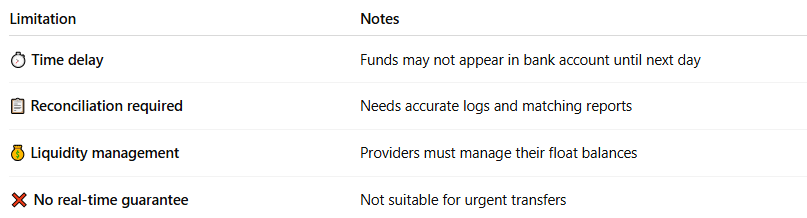 Limitation Notes
⏱ Time delay Funds may not appear in bank account until next day
📋 Reconciliation required Needs accurate logs and matching reports
💰 Liquidity management Providers must manage their float balances
❌ No real-time guarantee Not suitable for urgent transfers